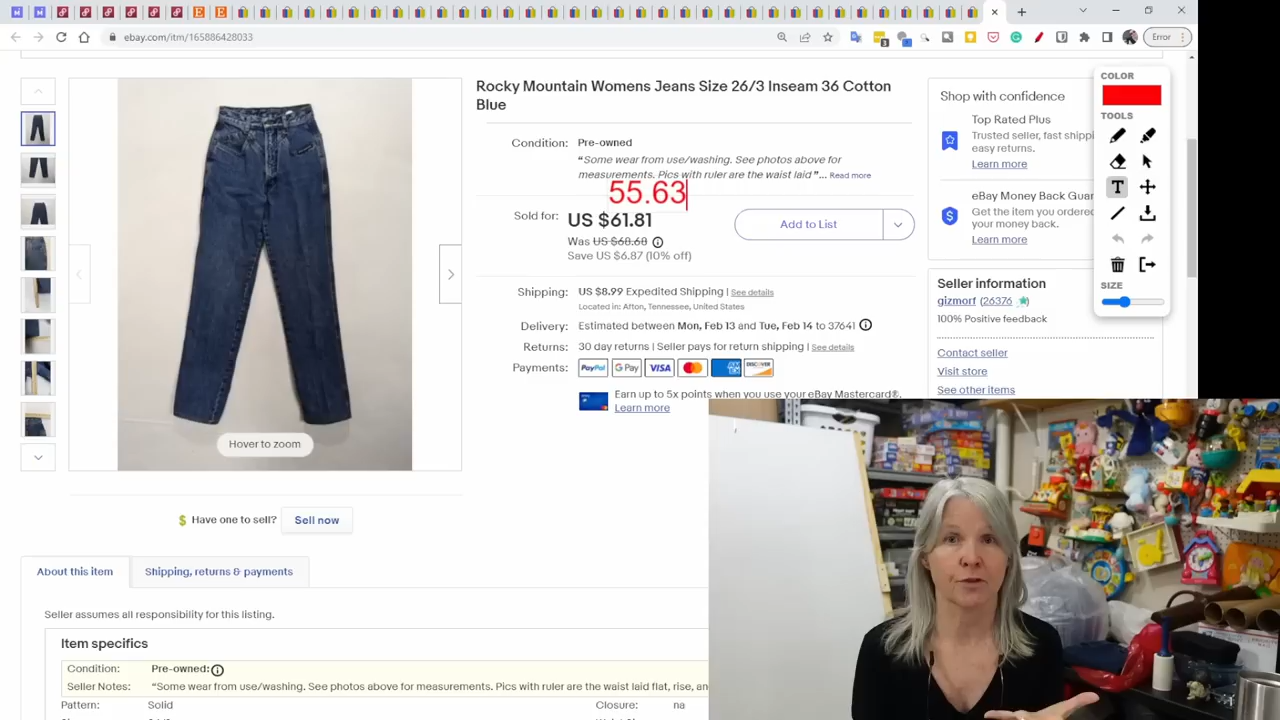 ebay.com/itm/165886428033
Error
Rocky Mountain Womens Jeans Size 26/3 Inseam 36 Cotton
Blue
Condition: Pre-owned
“Some wear from use/washing. See photos above for
measurements. Pics with ruler are the waist laid ” ... Read more
55.63
Sold for: US $61.81
Was US $68.68
Save US $6.87 (10% off)
Add to List
Shipping: US $8.99 Expedited Shipping | See details
Located in: Afton, Tennessee, United States
Delivery: Estimated between Mon, Feb 13 and Tue, Feb 14 to 37641
Returns: 30 day returns | Seller pays for return shipping | See details
Payments: PayPal G Pay VISA DISCOVER
Earn up to 5x points when you use your eBay Mastercard®.
Learn more
Shop with confidence
Top Rated Plus
Trusted seller, fast shippi
easy returns.
Learn more
eBay Money Back Guar
Get the item you ordered
your money back.
Learn more
Seller information
gizmorf (26376)
100% Positive feedback
Contact seller
Visit store
See other items
COLOR
TOOLS
T
SIZE
Hover to zoom
$ Have one to sell? Sell now
About this item
Shipping, returns & payments
Seller assumes all responsibility for this listing.
Item specifics
Condition: Pre-owned:
Seller Notes: “Some wear from use/washing. See photos above for measurements. Pics with ruler are the waist laid flat, rise, and
Pattern: Solid
Closure: na